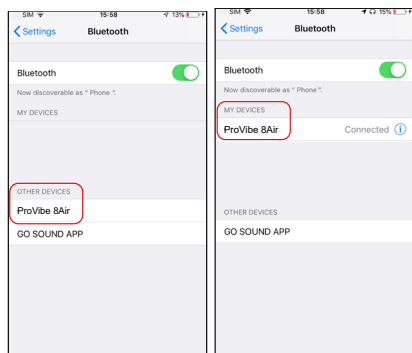 SIM 15:58 13%
Settings Bluetooth
Bluetooth
Now discoverable as “ Phone ”.
MY DEVICES
OTHER DEVICES
ProVibe 8Air
GO SOUND APP
SIM 15:58 15%
Settings Bluetooth
Bluetooth
Now discoverable as “ Phone ”.
MY DEVICES
ProVibe 8Air Connected
OTHER DEVICES
GO SOUND APP